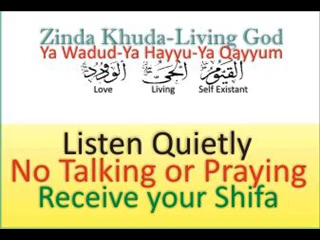 Zinda Khuda-Living God
Ya Wadud-Ya Hayyu-Ya Qayyum
الودود الحي القيوم
Love Living Self Existant
Listen Quietly
No Talking or Praying
Receive your Shifa